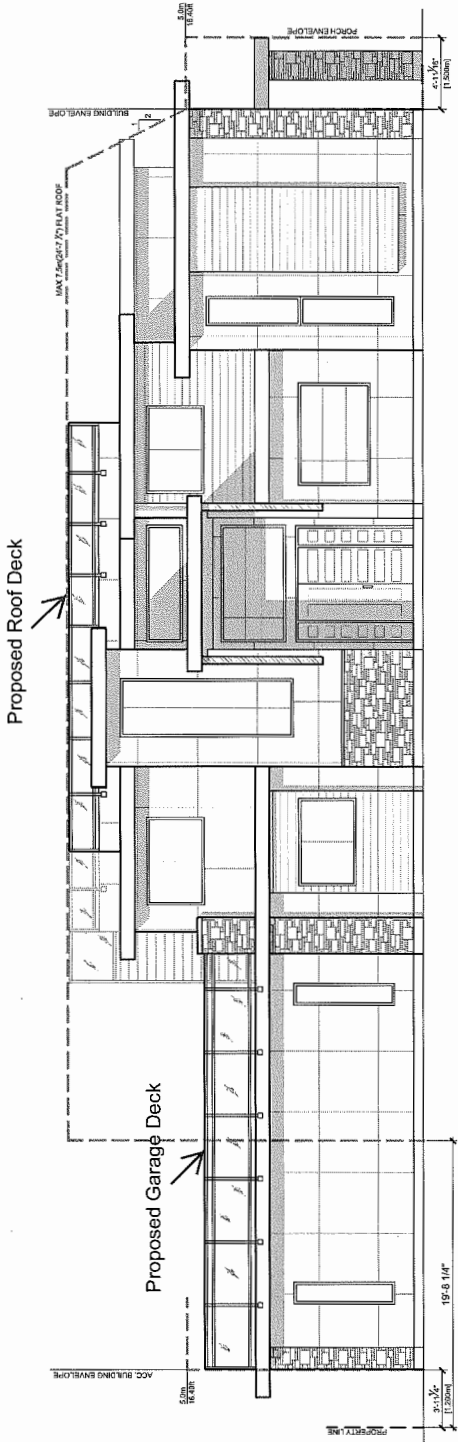 PROPERTY LINE
3'-11 1/4"
[1.200m]
19'-8 1/4"
ACC. BUILDING ENVELOPE
5.0m
16.40ft
Proposed Garage Deck
Proposed Roof Deck
MAX 7.5m(24'-7 ¼") FLAT ROOF
BUILDING ENVELOPE
1
2
5.0m
16.40ft
PORCH ENVELOPE
4'-11 1/16"
[1.500m]